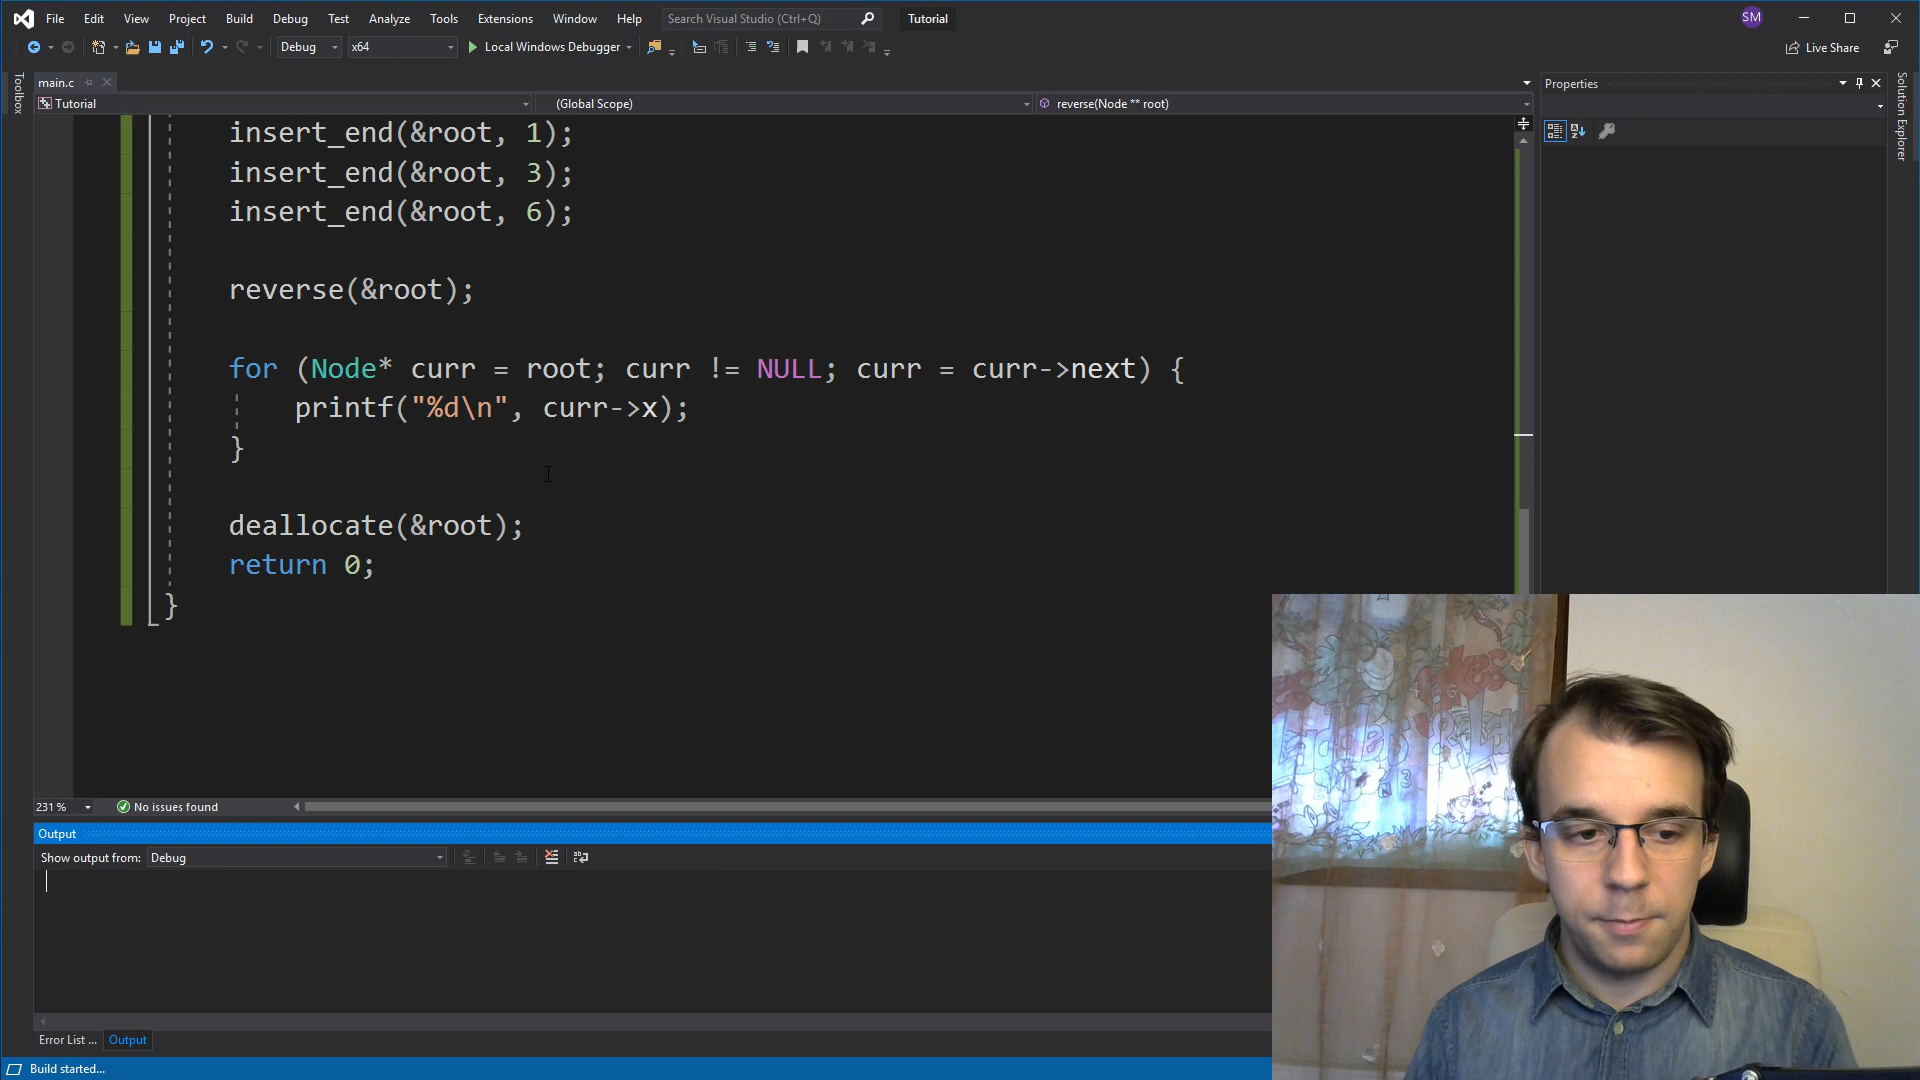 File Edit View Project Build Debug Test Analyze Tools Extensions Window Help Search Visual Studio (Ctrl+Q) Tutorial SM
Debug x64 Local Windows Debugger Live Share
Toolbox
main.c
Tutorial (Global Scope) reverse(Node ** root)
insert_end(&root, 1);
insert_end(&root, 3);
insert_end(&root, 6);
reverse(&root);
for (Node* curr = root; curr != NULL; curr = curr->next) {
printf("%d\n", curr->x);
}
deallocate(&root);
return 0;
}
Properties
Solution Explorer
231 % No issues found
Output
Show output from: Debug
Error List ... Output
Build started...